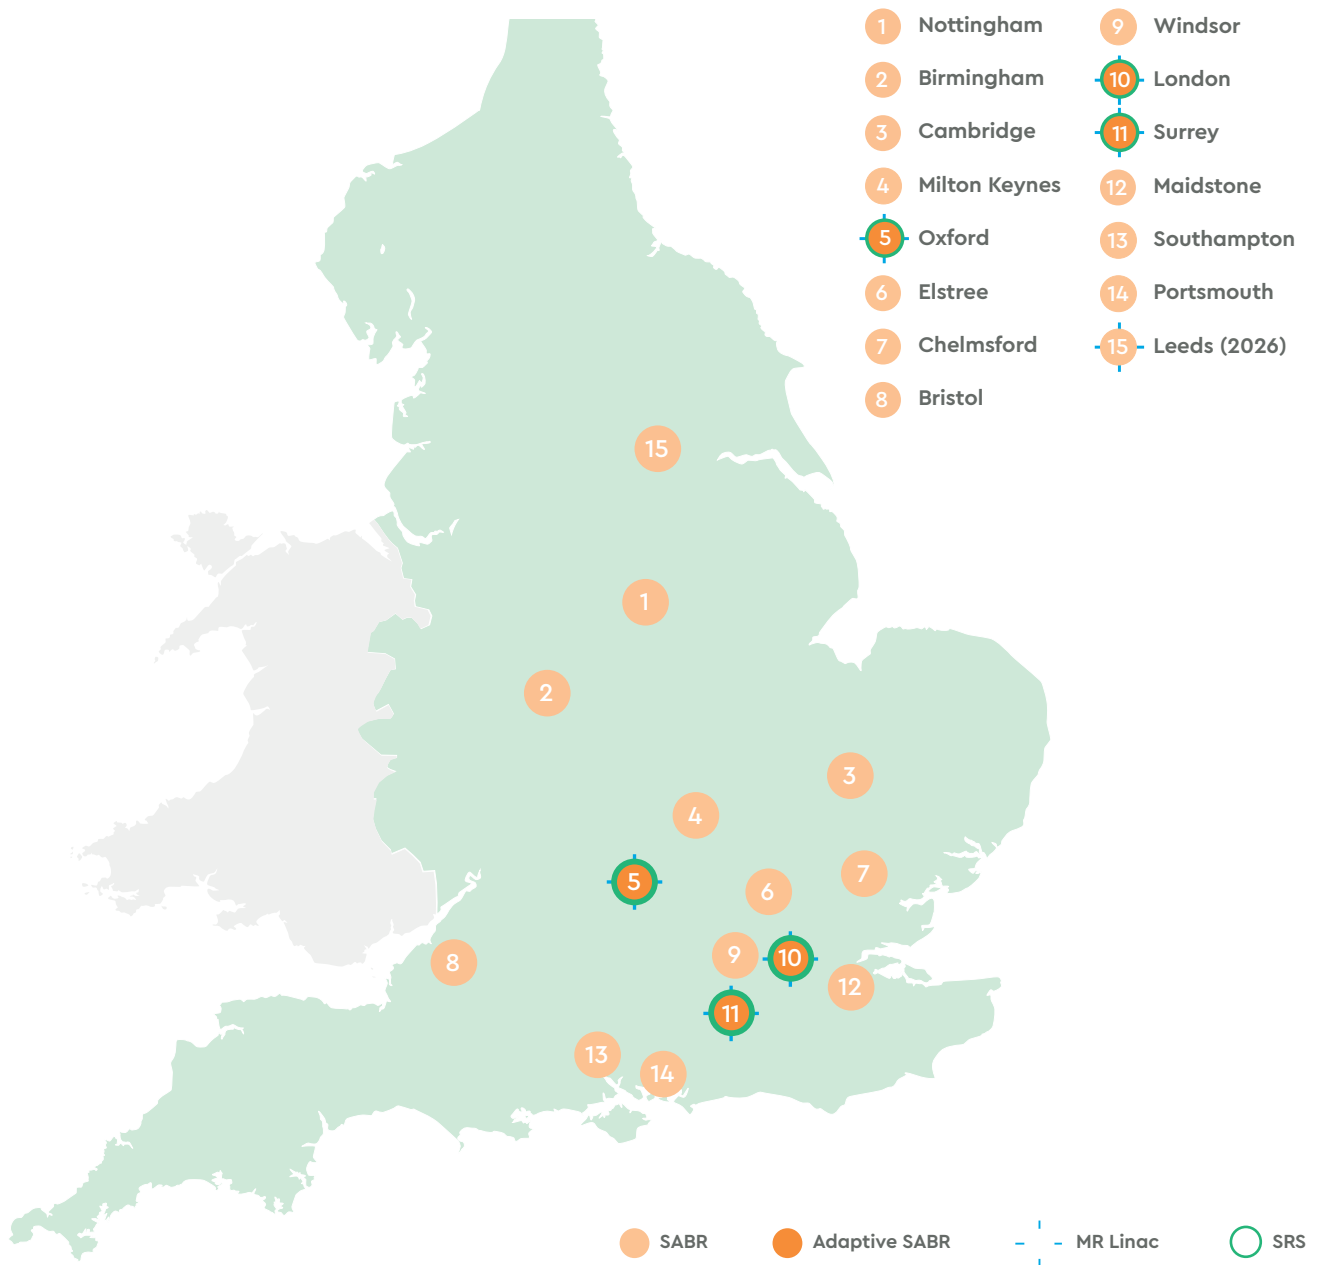 1 Nottingham
2 Birmingham
3 Cambridge
4 Milton Keynes
5 Oxford
6 Elstree
7 Chelmsford
8 Bristol
9 Windsor
10 London
11 Surrey
12 Maidstone
13 Southampton
14 Portsmouth
15 Leeds (2026)
15
1
2
3
4
7
5
6
9
10
8
12
11
13
14
SABR
Adaptive SABR
MR Linac
SRS